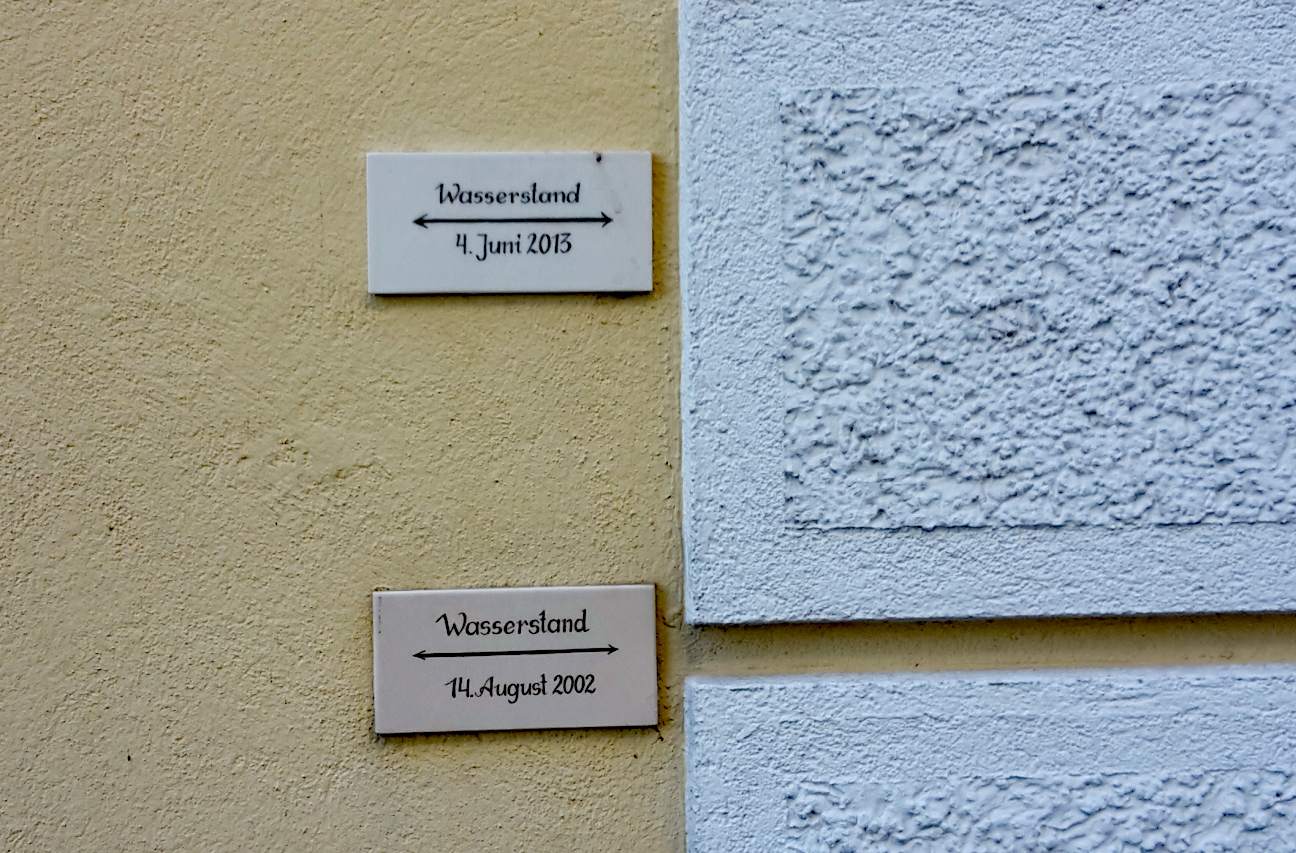 Wasserstand
4. Juni 2013
Wasserstand
14. August 2002